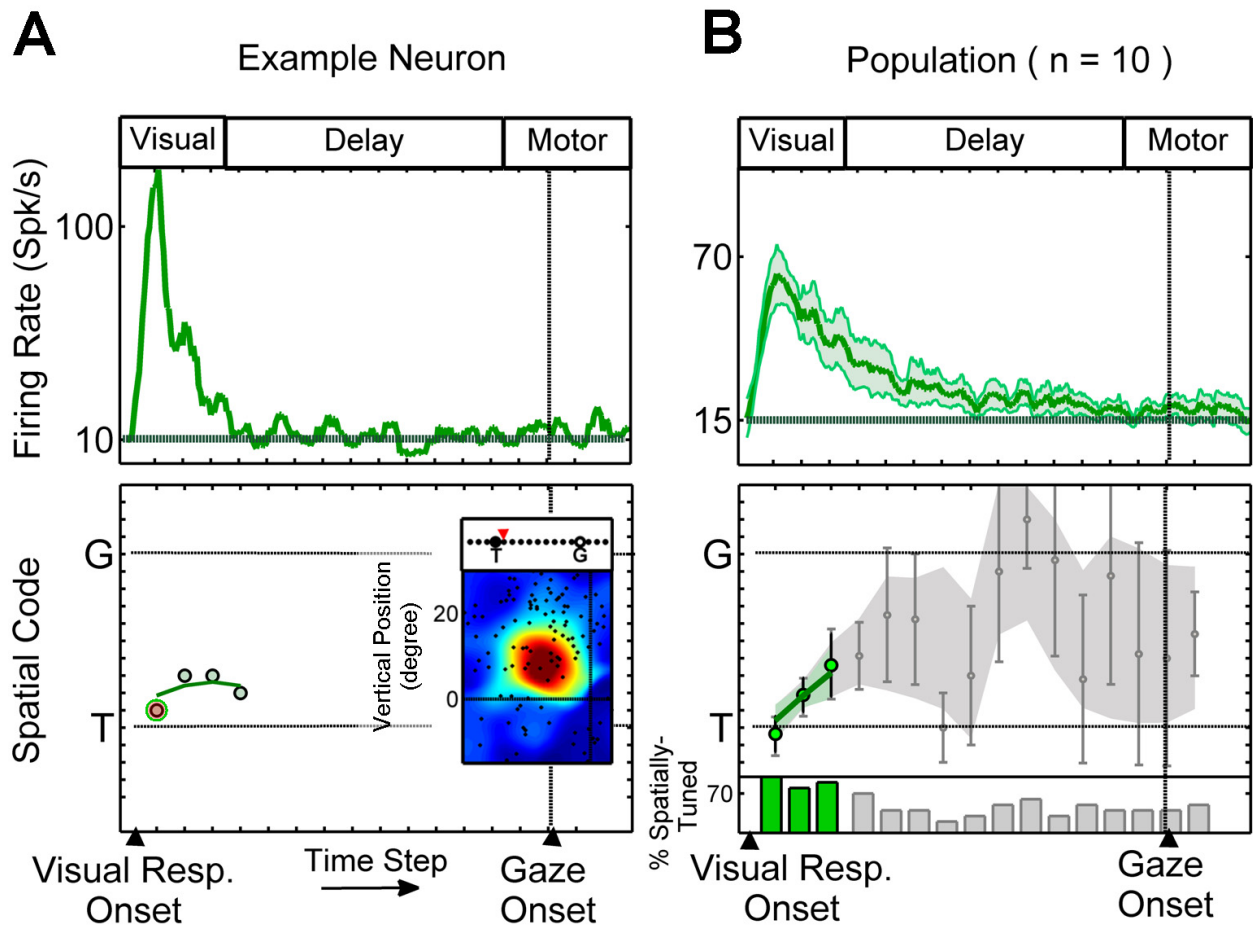 A
Example Neuron
Visual
Delay
Motor
Firing Rate (Spk/s)
100
10
Spatial Code
G
T
Vertical Position
(degree)
20
0
T
G
Visual Resp.
Onset
Time Step
Gaze
Onset
B
Population ( n = 10 )
Visual
Delay
Motor
70
15
G
T
% Spatially-
Tuned
70
Visual Resp.
Onset
Gaze
Onset